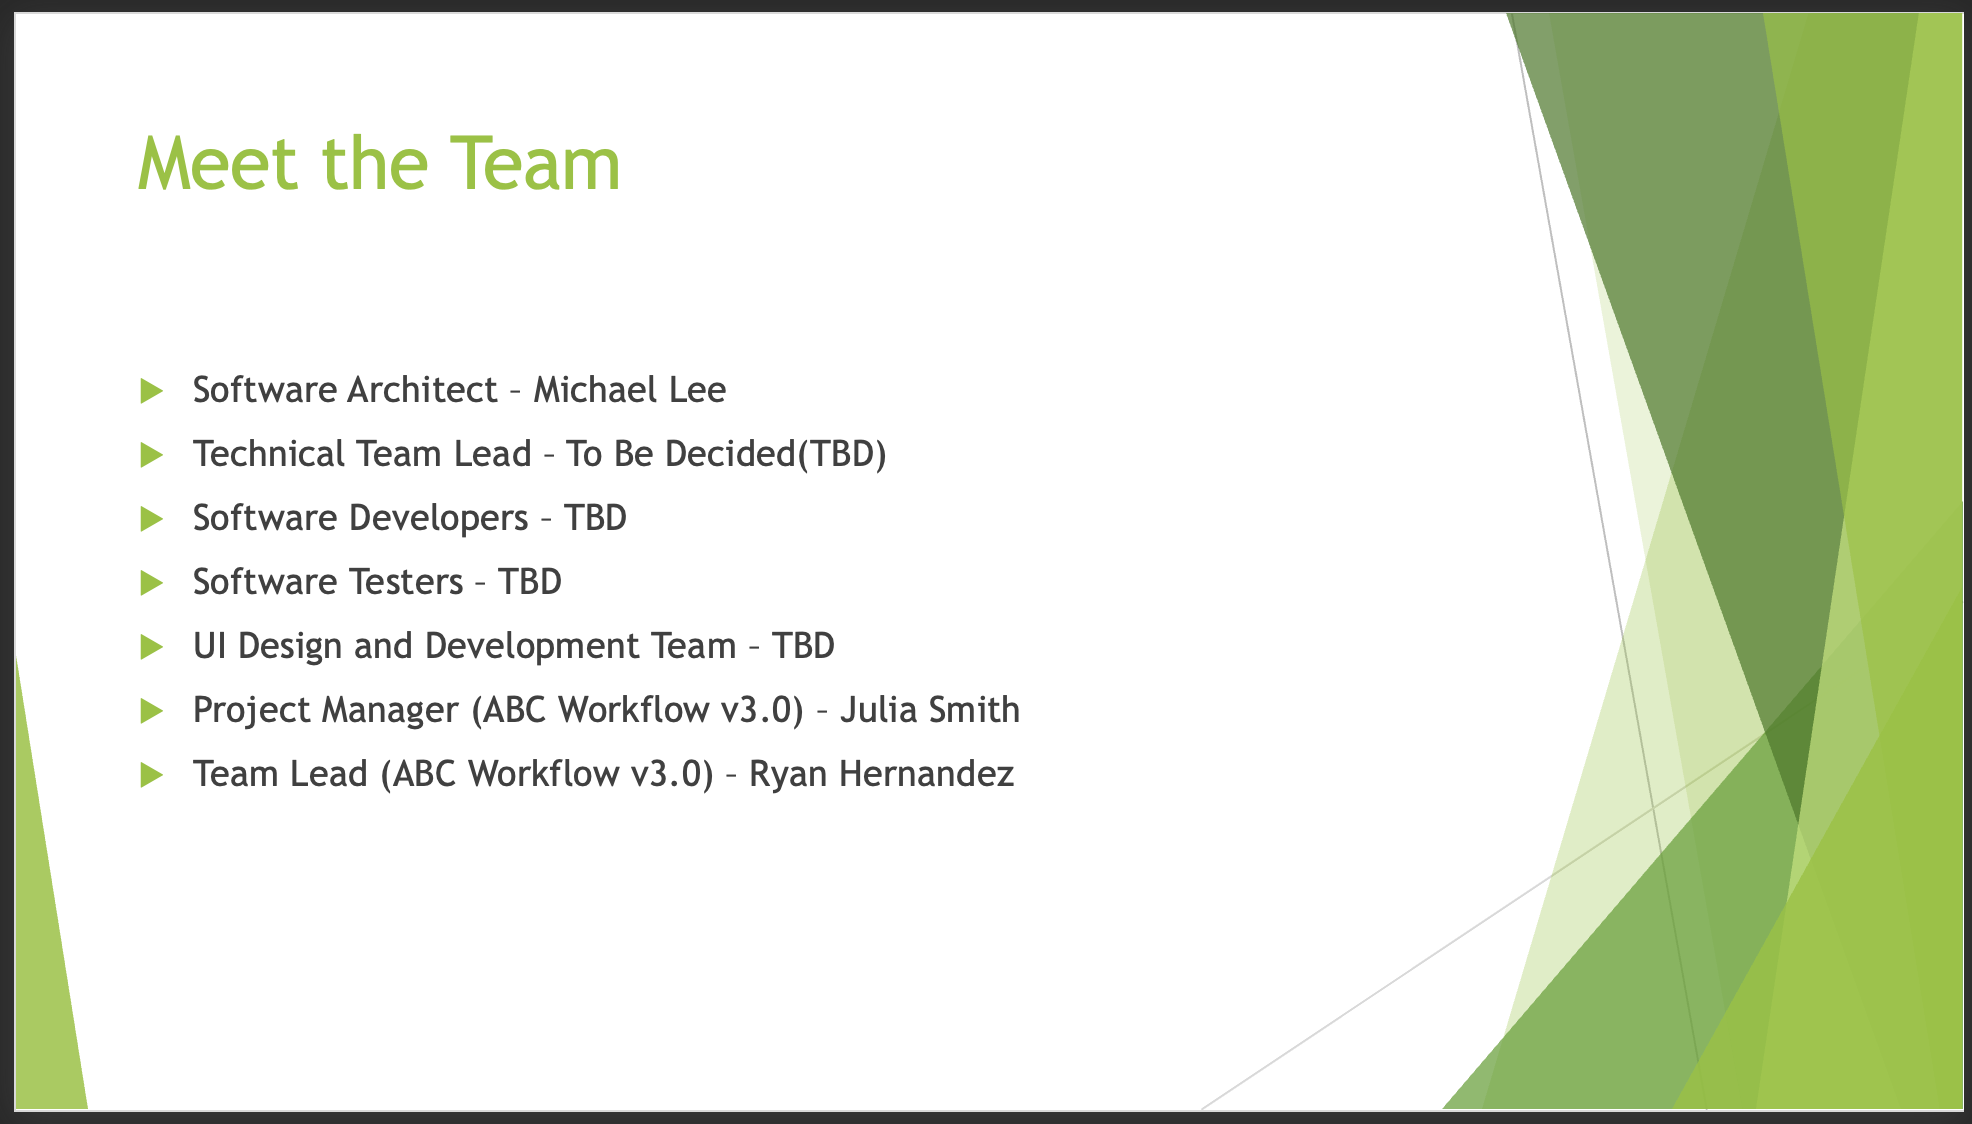 Meet the Team
Software Architect – Michael Lee
Technical Team Lead – To Be Decided(TBD)
Software Developers – TBD
Software Testers – TBD
UI Design and Development Team – TBD
Project Manager (ABC Workflow v3.0) – Julia Smith
Team Lead (ABC Workflow v3.0) – Ryan Hernandez